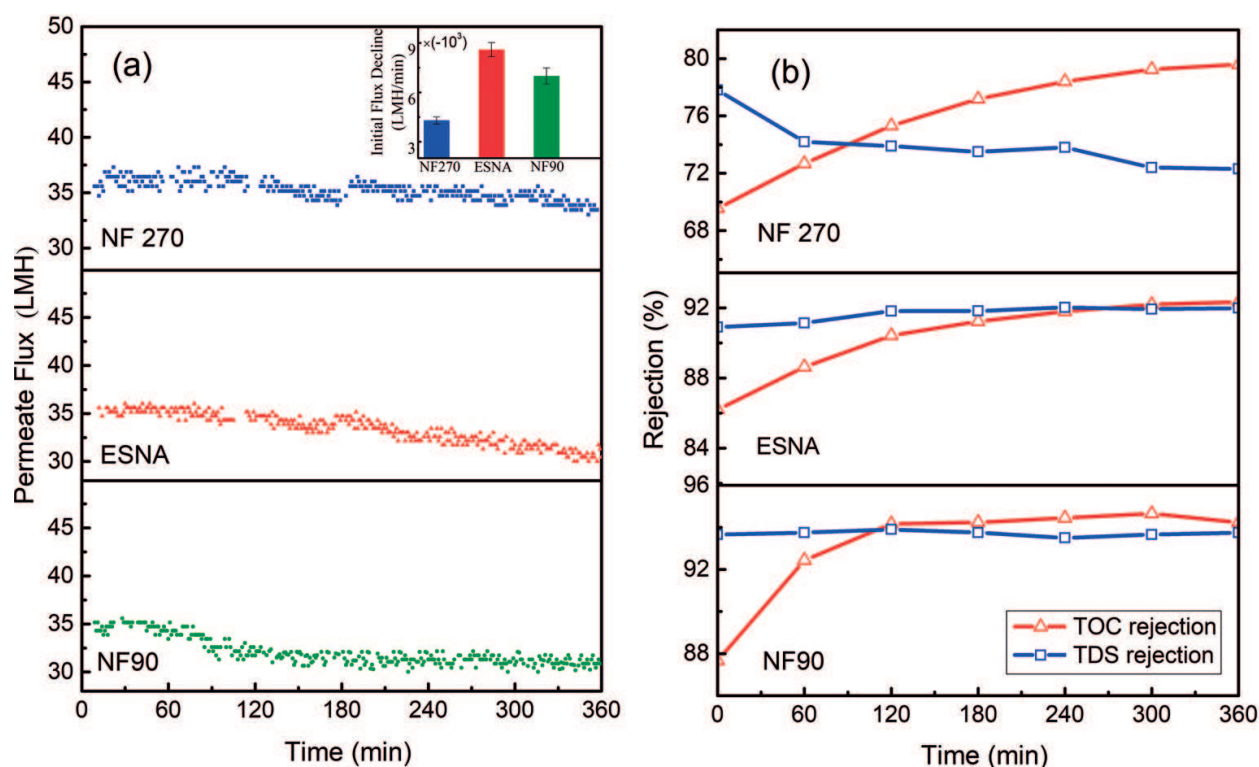 (a)
50
45
40
35
30
NF 270
9 ×(-10³)
6
3
Initial Flux Decline
(LMH/min)
NF270 ESNA NF90
45
40
35
30
ESNA
45
40
35
30
NF90
Permeate Flux (LMH)
0 60 120 180 240 300 360
Time (min)
(b)
80
76
72
68
NF 270
92
88
84
ESNA
96
92
88
NF90
TOC rejection
TDS rejection
Rejection (%)
0 60 120 180 240 300 360
Time (min)